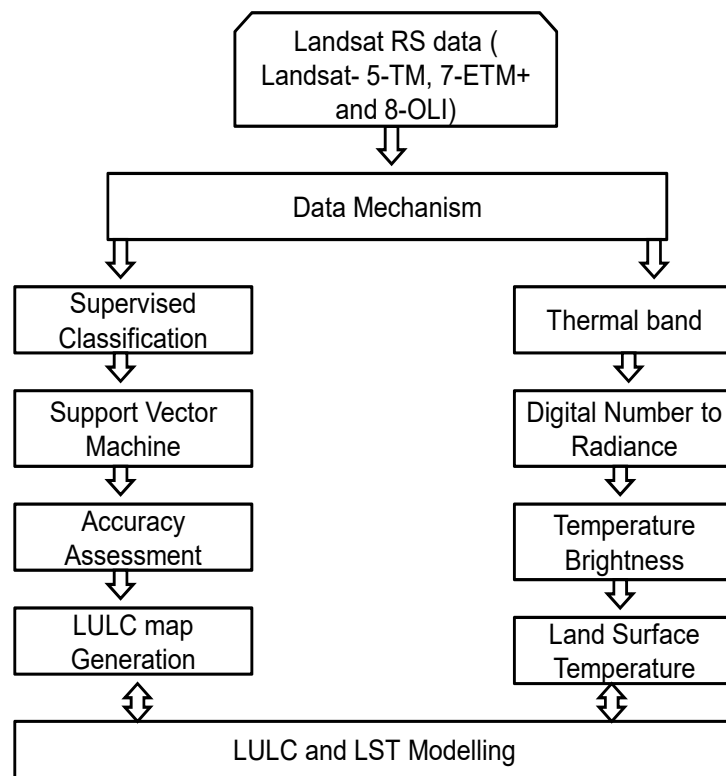 Landsat RS data (
Landsat- 5-TM, 7-ETM+
and 8-OLI)
Data Mechanism
Supervised
Classification
Support Vector
Machine
Accuracy
Assessment
LULC map
Generation
Thermal band
Digital Number to
Radiance
Temperature
Brightness
Land Surface
Temperature
LULC and LST Modelling